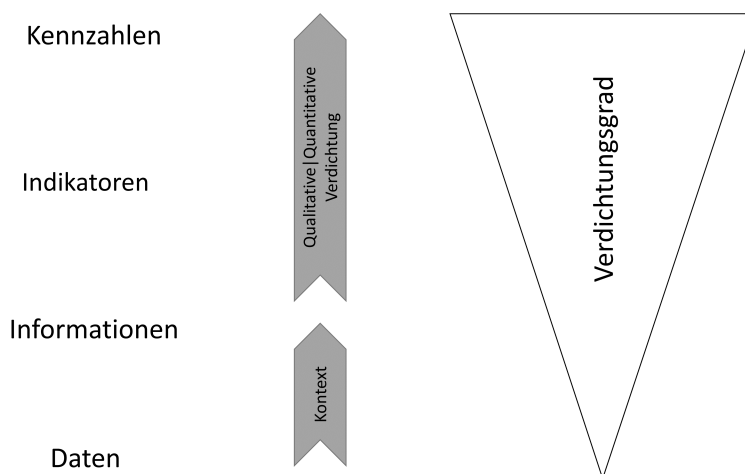 Kennzahlen
Indikatoren
Informationen
Daten
Qualitative|Quantitative
Verdichtung
Kontext
Verdichtungsgrad